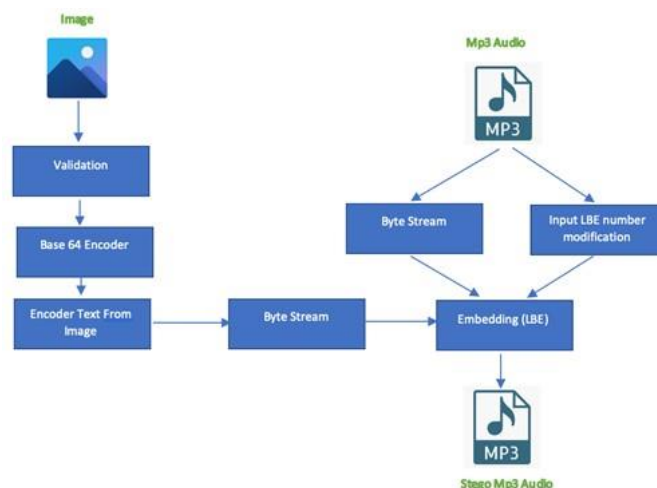 Image
Mp3 Audio
MP3
Validation
Byte Stream
Input LBE number
modification
Base 64 Encoder
Encoder Text From
Image
Byte Stream
Embedding (LBE)
MP3
Stego Mp3 Audio